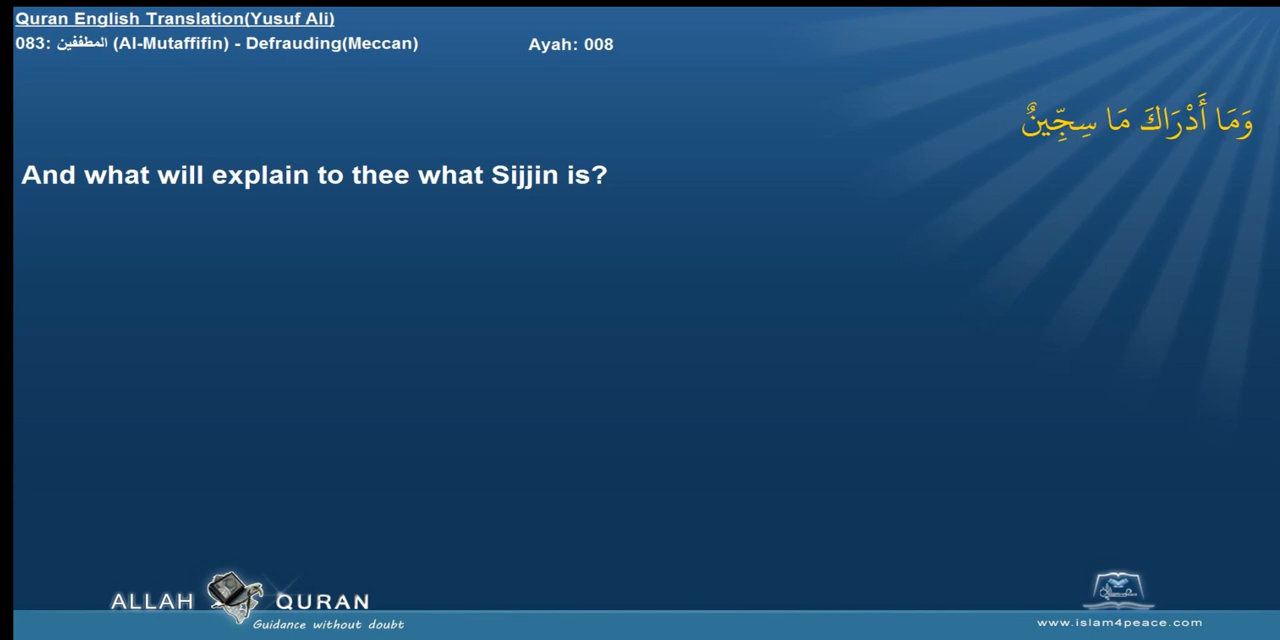 Quran English Translation(Yusuf Ali)
083: المطففين (Al-Mutaffifin) - Defrauding(Meccan) Ayah: 008
وَمَا أَدْرَاكَ مَا سِجِّينٌ
And what will explain to thee what Sijjin is?
ALLAH QURAN
Guidance without doubt
www.islam4peace.com